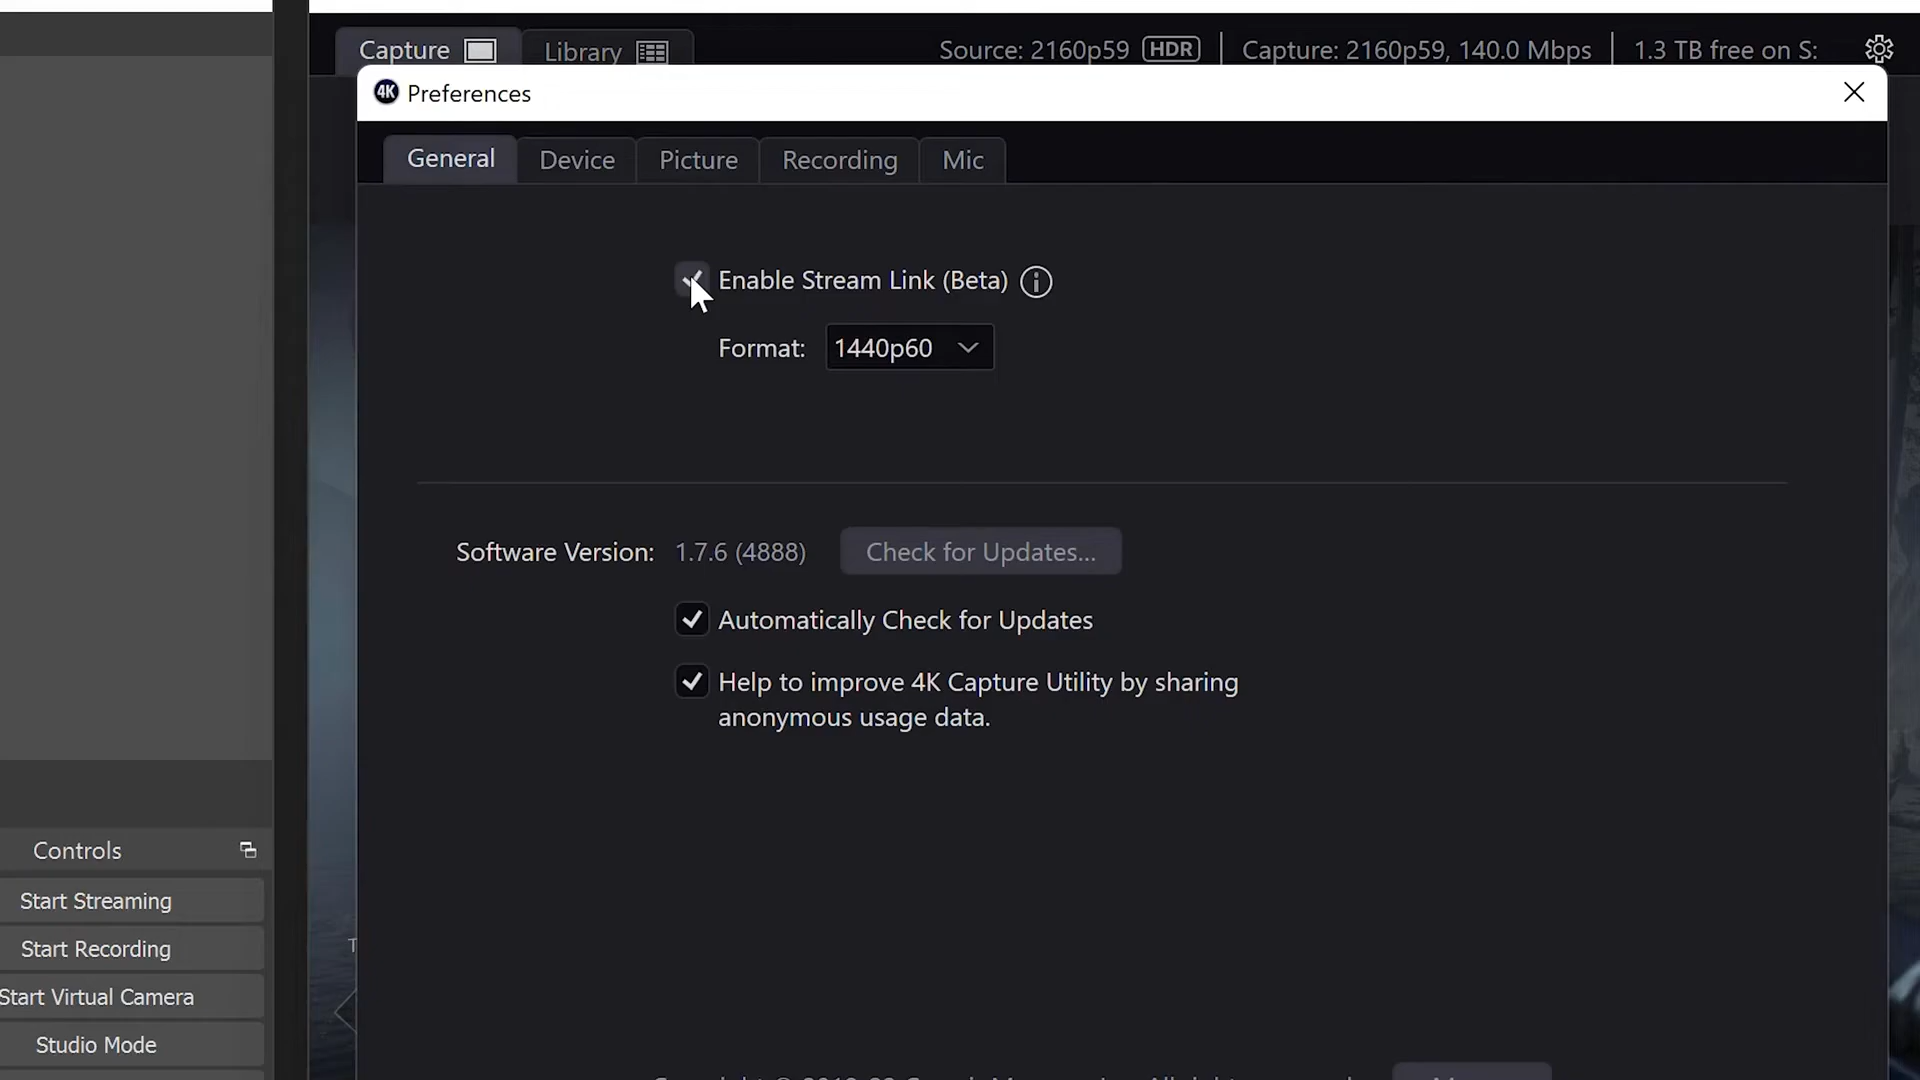 Capture Library Source: 2160p59 HDR Capture: 2160p59, 140.0 Mbps 1.3 TB free on S:
4K Preferences
General Device Picture Recording Mic
Enable Stream Link (Beta)
Format: 1440p60
Software Version: 1.7.6 (4888) Check for Updates...
Automatically Check for Updates
Help to improve 4K Capture Utility by sharing
anonymous usage data.
Controls
Start Streaming
Start Recording
Start Virtual Camera
Studio Mode